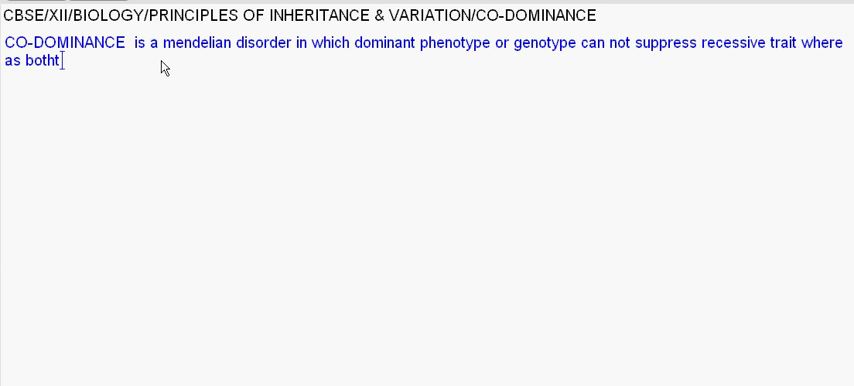 CBSE/XII/BIOLOGY/PRINCIPLES OF INHERITANCE & VARIATION/CO-DOMINANCE
CO-DOMINANCE is a mendelian disorder in which dominant phenotype or genotype can not suppress recessive trait where
as botht